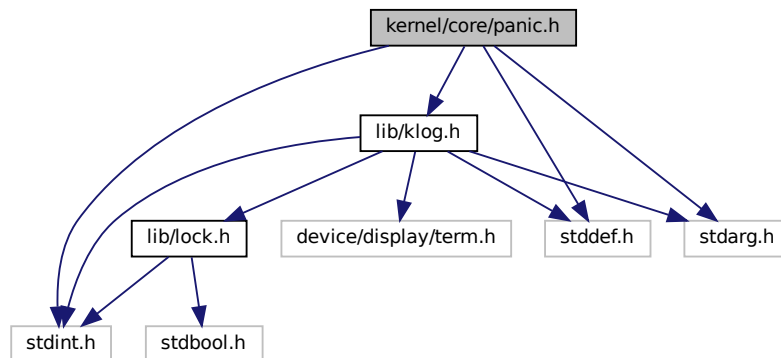 kernel/core/panic.h
lib/klog.h
lib/lock.h
device/display/term.h
stddef.h
stdarg.h
stdint.h
stdbool.h